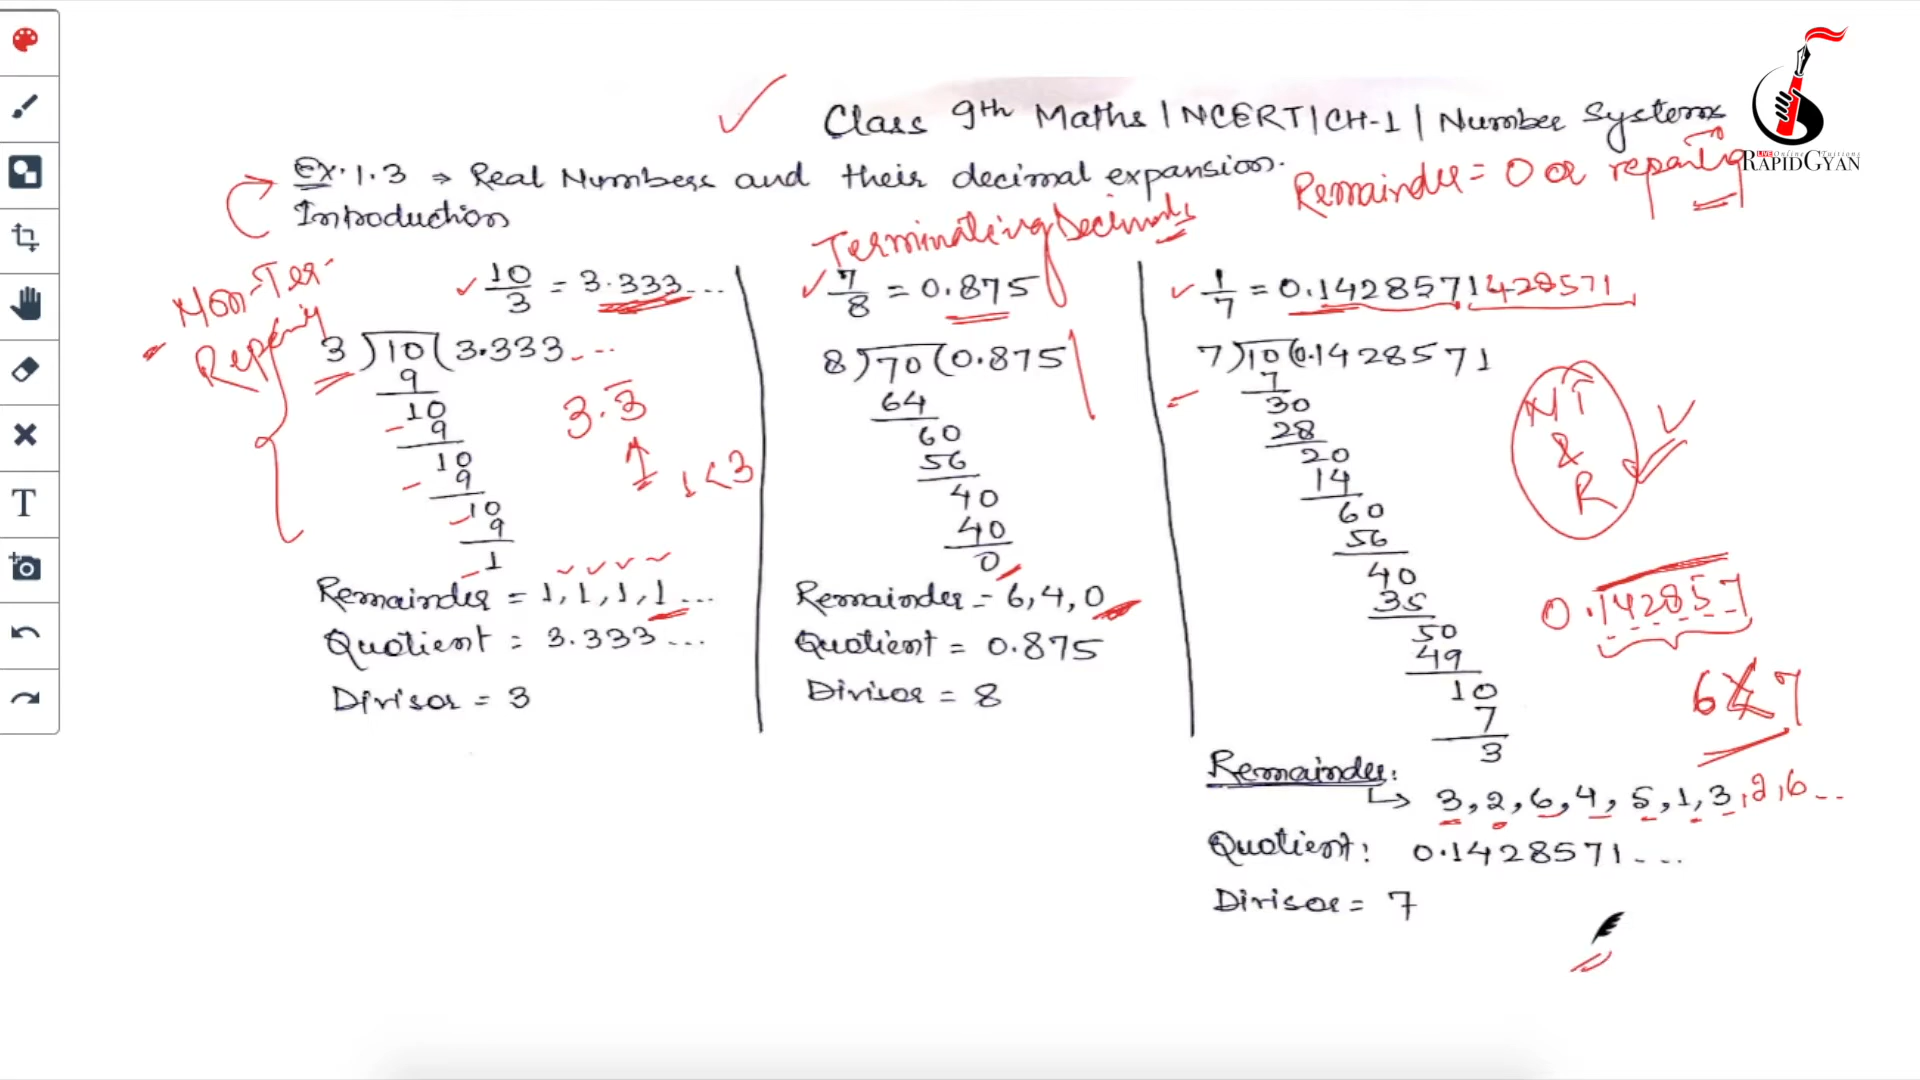 Class 9th Maths | NCERT | CH-1 | Number Systems
LIVE Online Tuitions
RAPIDGYAN
Ex. 1.3 → Real Numbers and their decimal expansion.
Introduction
Remainder = 0 or repeating
Non-Ter.
Repeating
10/3 = 3.333...
3)10(3.333...
9
10
9
10
9
10
9
1
3.3̅
1<3
Remainder = 1,1,1,1...
Quotient = 3.333...
Divisor = 3
Terminating Decimals
7/8 = 0.875
8)70(0.875
64
60
56
40
40
0
Remainder = 6,4,0
Quotient = 0.875
Divisor = 8
1/7 = 0.1428571428571
7)10(0.1428571
7
30
28
20
14
60
56
40
35
50
49
10
7
3
NT
&
R
0.142857
6<7
Remainder:
↳ 3,2,6,4,5,1,3,2,6...
Quotient: 0.1428571...
Divisor = 7
T